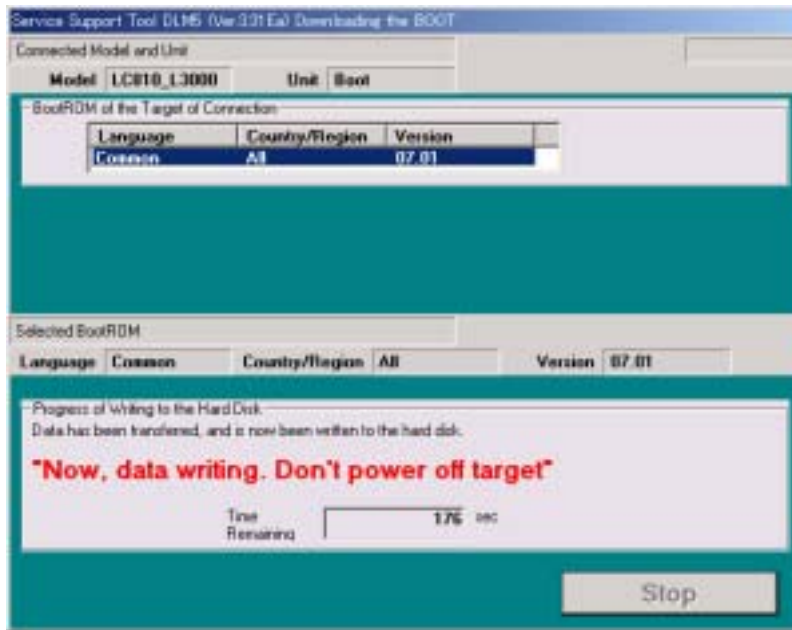 Service Support Tool DLM5 (Ver.3.31Ea) Downloading the BOOT
Connected Model and Unit
Model LC810_L3000 Unit Boot
BootROM of the Target of Connection
Language Country/Region Version
Common All 07.01
Selected BootROM
Language Common Country/Region All Version 07.01
Progress of Writing to the Hard Disk
Data has been transferred, and is now been written to the hard disk.
"Now, data writing. Don't power off target"
Time Remaining 176 sec
Stop